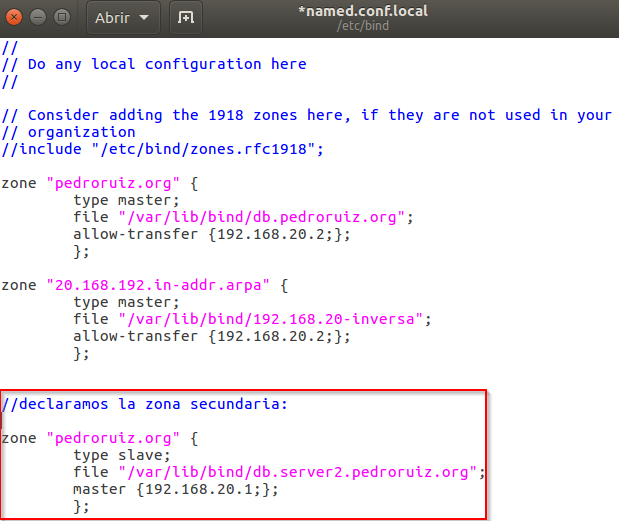 Abrir
*named.conf.local
/etc/bind
//
// Do any local configuration here
//
// Consider adding the 1918 zones here, if they are not used in your
// organization
//include "/etc/bind/zones.rfc1918";
zone "pedroruiz.org" {
type master;
file "/var/lib/bind/db.pedroruiz.org";
allow-transfer {192.168.20.2;};
};
zone "20.168.192.in-addr.arpa" {
type master;
file "/var/lib/bind/192.168.20-inversa";
allow-transfer {192.168.20.2;};
};
//declaramos la zona secundaria:
zone "pedroruiz.org" {
type slave;
file "/var/lib/bind/db.server2.pedroruiz.org";
master {192.168.20.1;};
};